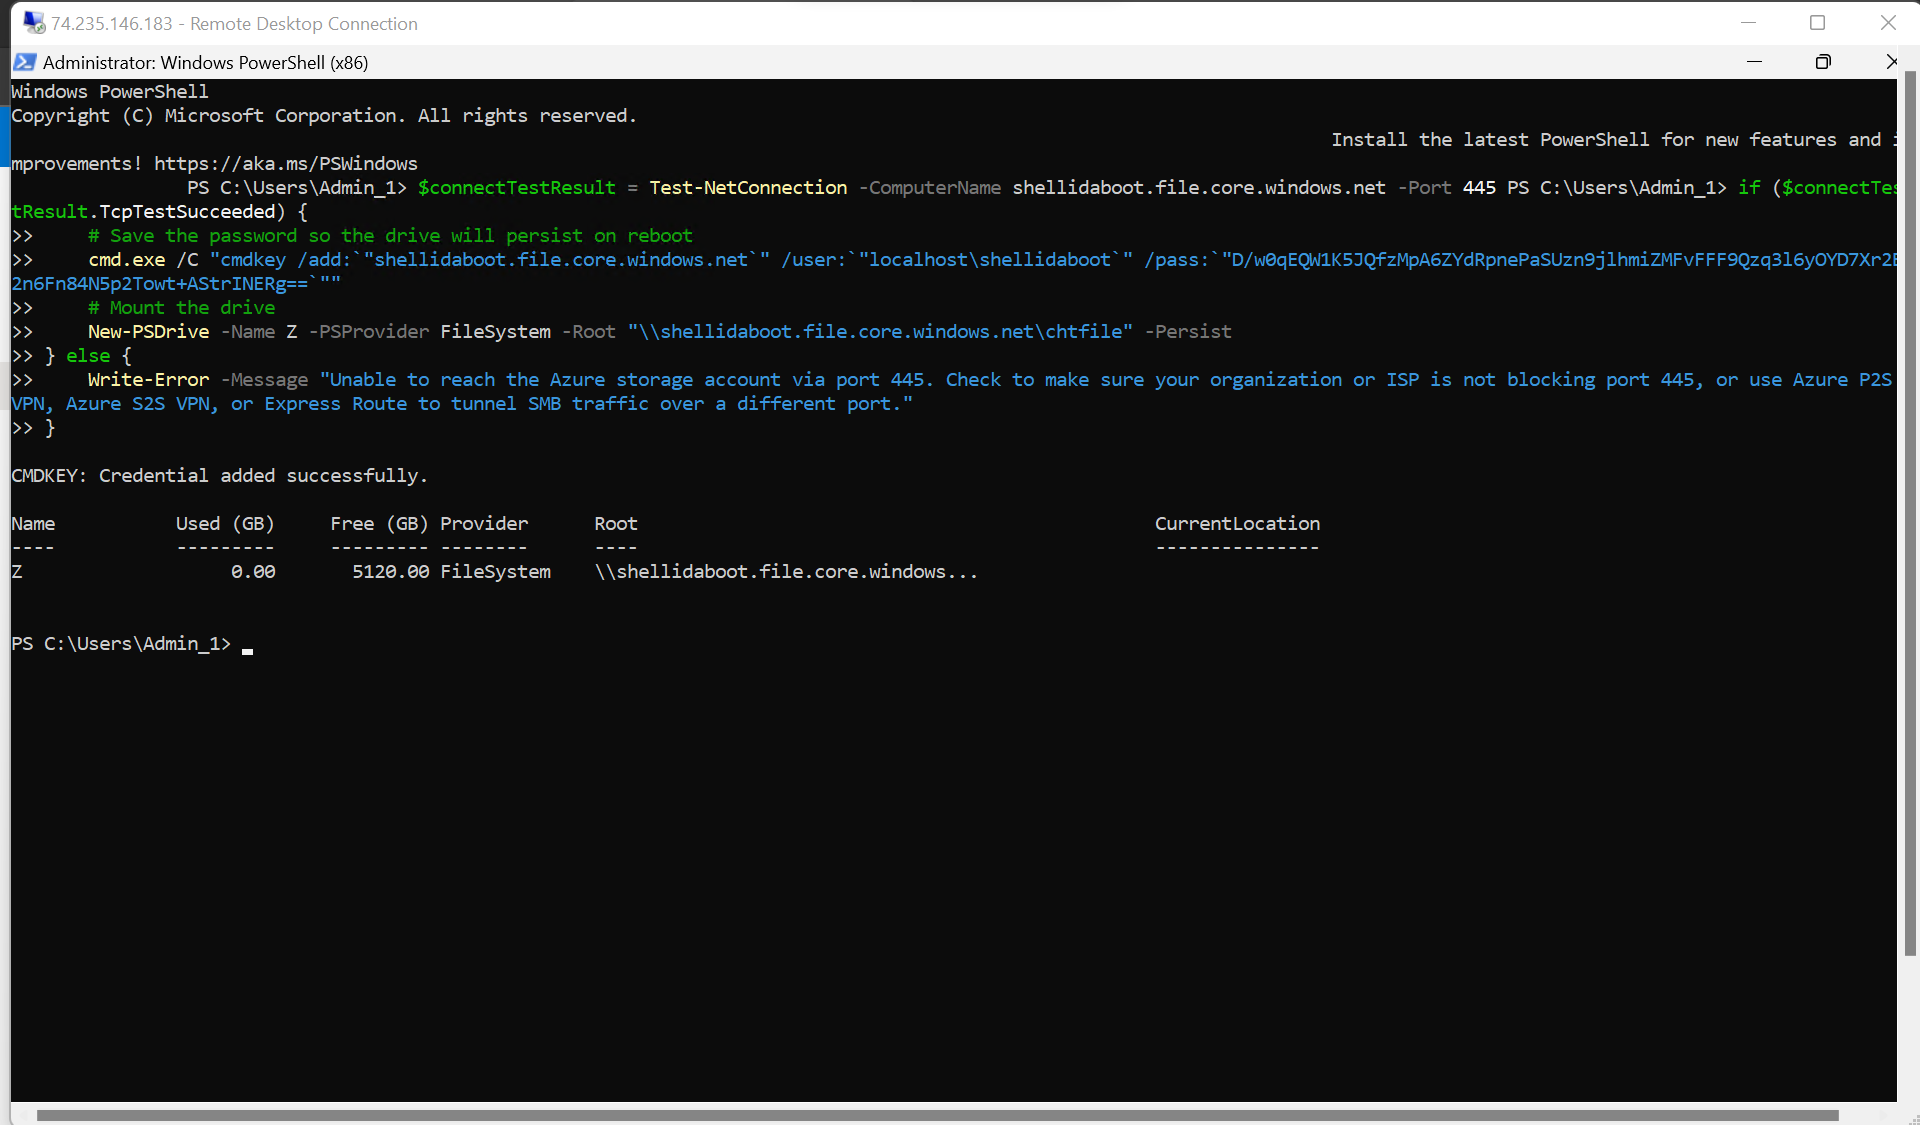 74.235.146.183 - Remote Desktop Connection
Administrator: Windows PowerShell (x86)
Windows PowerShell
Copyright (C) Microsoft Corporation. All rights reserved.
Install the latest PowerShell for new features and i
mprovements! https://aka.ms/PSWindows
PS C:\Users\Admin_1> $connectTestResult = Test-NetConnection -ComputerName shellidaboot.file.core.windows.net -Port 445 PS C:\Users\Admin_1> if ($connectTes
tResult.TcpTestSucceeded) {
>>     # Save the password so the drive will persist on reboot
>>     cmd.exe /C "cmdkey /add:`"shellidaboot.file.core.windows.net`" /user:`"localhost\shellidaboot`" /pass:`"D/w0qEQW1K5JQfzMpA6ZYdRpnePaSUzn9jlhmiZMFvFFF9Qzq3l6yOYD7Xr2E
2n6Fn84N5p2Towt+AStrINERg==`""
>>     # Mount the drive
>>     New-PSDrive -Name Z -PSProvider FileSystem -Root "\\shellidaboot.file.core.windows.net\chtfile" -Persist
>> } else {
>>     Write-Error -Message "Unable to reach the Azure storage account via port 445. Check to make sure your organization or ISP is not blocking port 445, or use Azure P2S
VPN, Azure S2S VPN, or Express Route to tunnel SMB traffic over a different port."
>> }
CMDKEY: Credential added successfully.
Name           Used (GB)     Free (GB) Provider      Root                                               CurrentLocation
----           ---------     --------- --------      ----                                               ---------------
Z                   0.00       5120.00 FileSystem    \\shellidaboot.file.core.windows...
PS C:\Users\Admin_1>